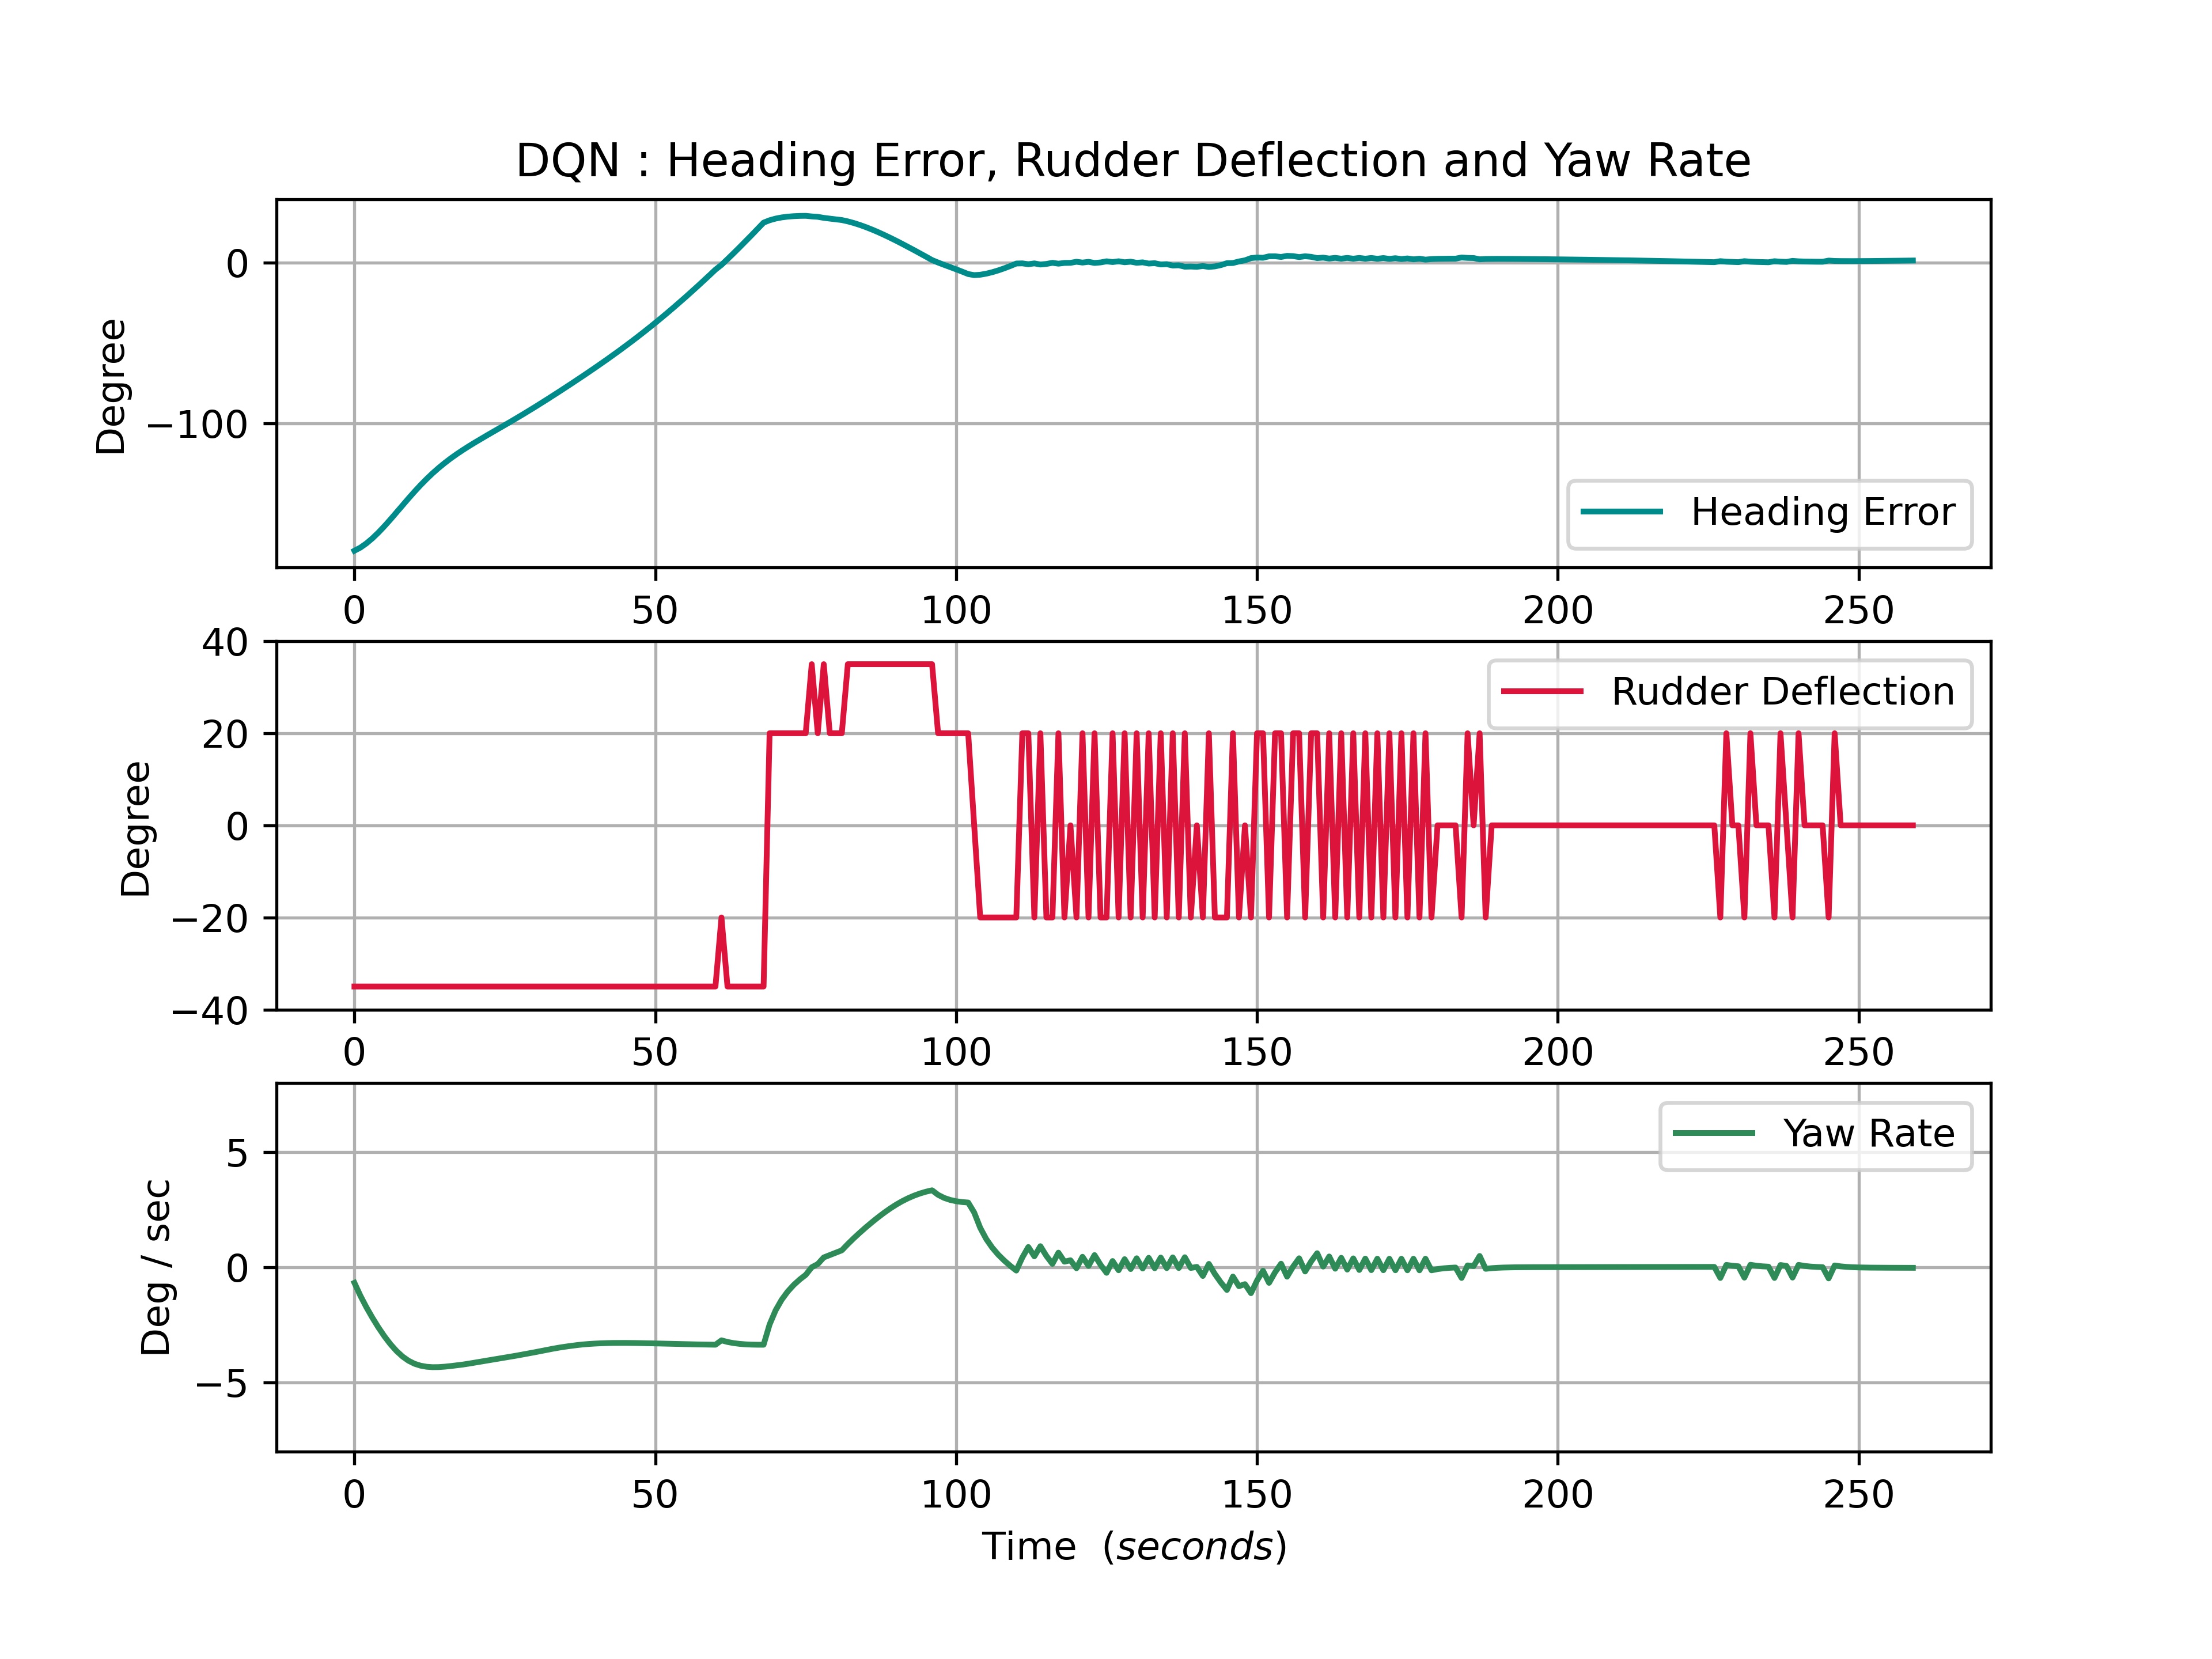 DQN : Heading Error, Rudder Deflection and Yaw Rate
0
−100
Degree
Heading Error
0 50 100 150 200 250
40
20
0
−20
−40
Degree
Rudder Deflection
0 50 100 150 200 250
5
0
−5
Deg / sec
Yaw Rate
0 50 100 150 200 250
Time (seconds)